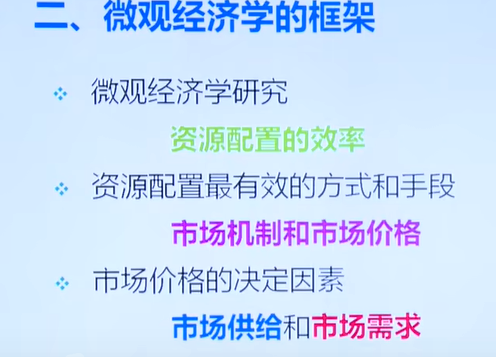 二、微观经济学的框架
微观经济学研究
资源配置的效率
资源配置最有效的方式和手段
市场机制和市场价格
市场价格的决定因素
市场供给和市场需求